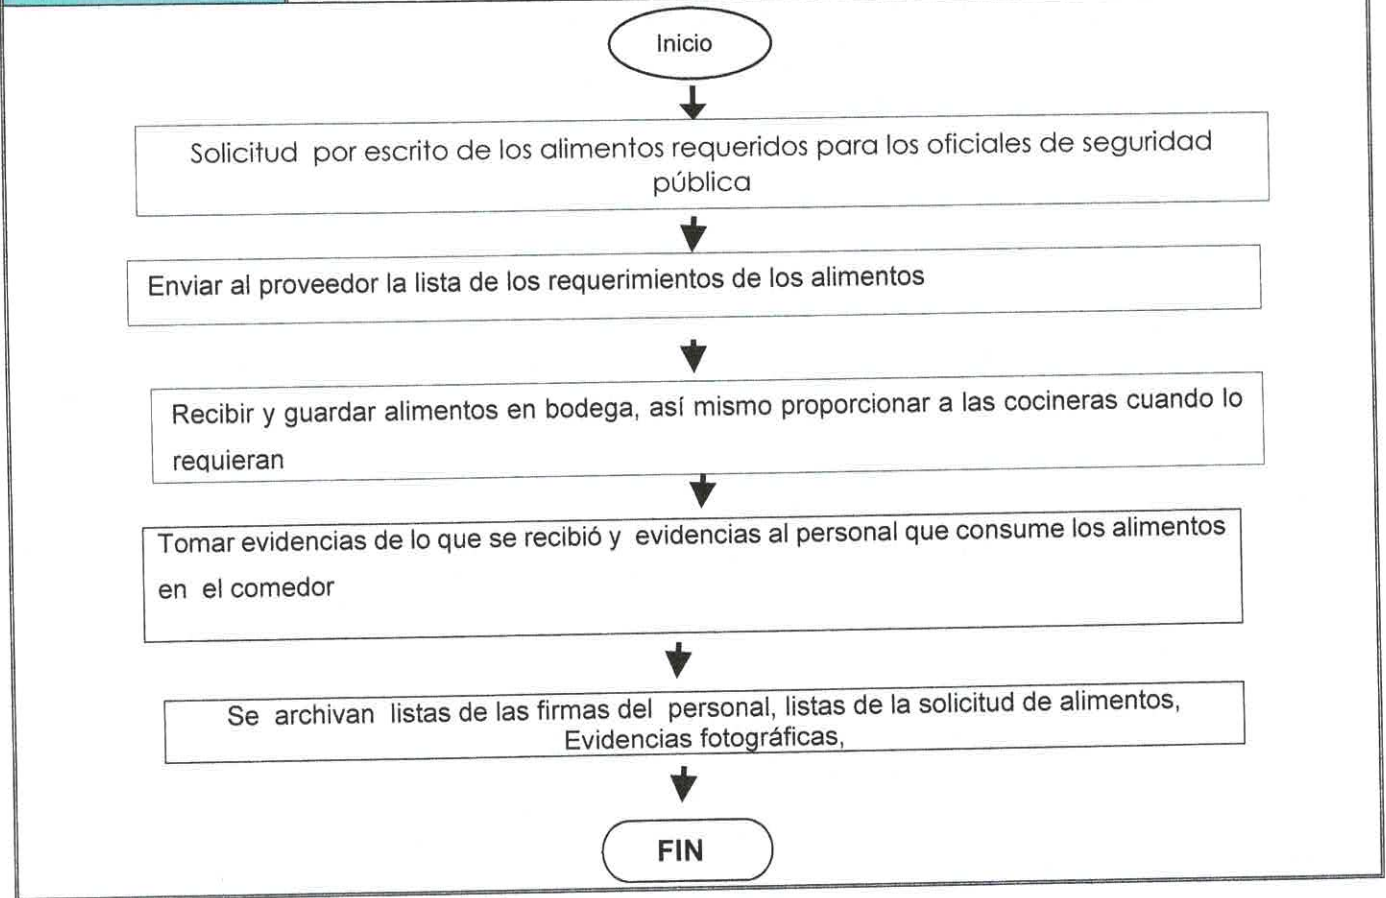 Inicio
Solicitud por escrito de los alimentos requeridos para los oficiales de seguridad
pública
Enviar al proveedor la lista de los requerimientos de los alimentos
Recibir y guardar alimentos en bodega, así mismo proporcionar a las cocineras cuando lo
requieran
Tomar evidencias de lo que se recibió y evidencias al personal que consume los alimentos
en el comedor
Se archivan listas de las firmas del personal, listas de la solicitud de alimentos,
Evidencias fotográficas,
FIN